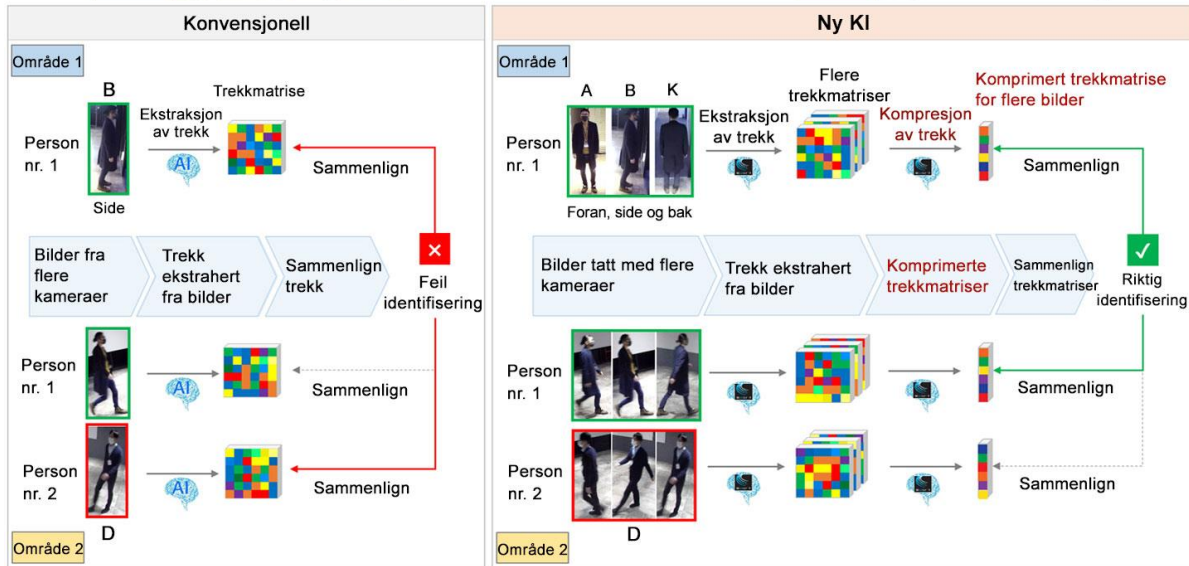 Konvensjonell
Område 1
B
Trekkmatrise
Ekstraksjon
av trekk
Person
nr. 1
AI
Sammenlign
Side
Bilder fra
flere
kameraer
Trekk
ekstrahert
fra bilder
Sammenlign
trekk
Feil
identifisering
Person
nr. 1
AI
Sammenlign
Person
nr. 2
AI
Sammenlign
D
Område 2
Ny KI
Område 1
A B K
Flere
trekkmatriser
Komprimert trekkmatrise
for flere bilder
Ekstraksjon
av trekk
Kompresjon
av trekk
Person
nr. 1
Sammenlign
Foran, side og bak
Bilder tatt med flere
kameraer
Trekk ekstrahert
fra bilder
Komprimerte
trekkmatriser
Sammenlign
trekkmatriser
Riktig
identifisering
Person
nr. 1
Sammenlign
Person
nr. 2
Sammenlign
D
Område 2